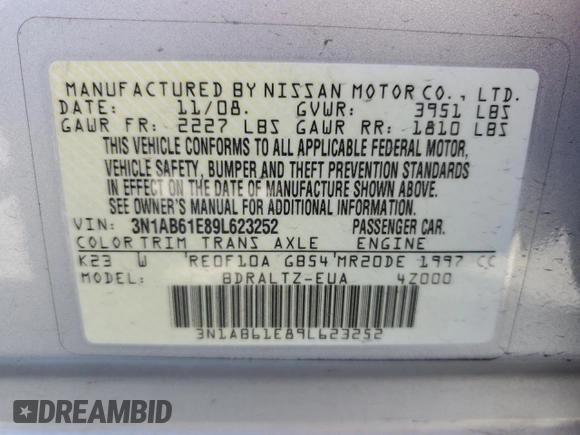 MANUFACTURED BY NISSAN MOTOR CO., LTD.
DATE: 11/08. GVWR: 3951 LBS
GAWR FR: 2227 LBS GAWR RR: 1810 LBS
THIS VEHICLE CONFORMS TO ALL APPLICABLE FEDERAL MOTOR,
VEHICLE SAFETY, BUMPER AND THEFT PREVENTION STANDARDS
IN EFFECT ON THE DATE OF MANUFACTURE SHOWN ABOVE.
SEE OWNER'S MANUAL FOR ADDITIONAL INFORMATION.
VIN: 3N1AB61E89L623252 PASSENGER CAR.
COLOR TRIM TRANS AXLE ENGINE
K23 W 'RE0F10A GB54'MR20DE 1997 CC
MODEL: BDRALTZ-EUA 4Z000
3N1AB61E89L623252
DREAMBID